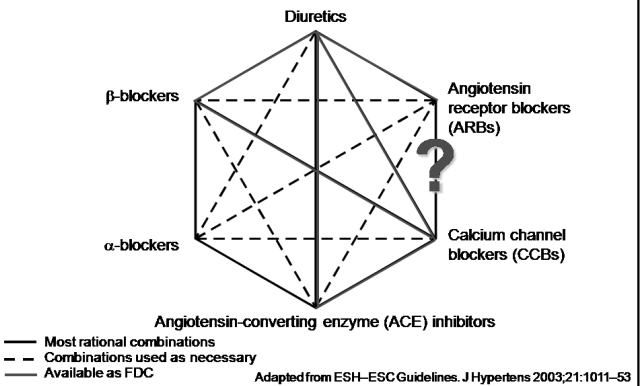 Diuretics
β-blockers
Angiotensin
receptor blockers
(ARBs)
?
α-blockers
Calcium channel
blockers (CCBs)
Angiotensin-converting enzyme (ACE) inhibitors
Most rational combinations
Combinations used as necessary
Available as FDC
Adapted from ESH–ESC Guidelines. J Hypertens 2003;21:1011–53